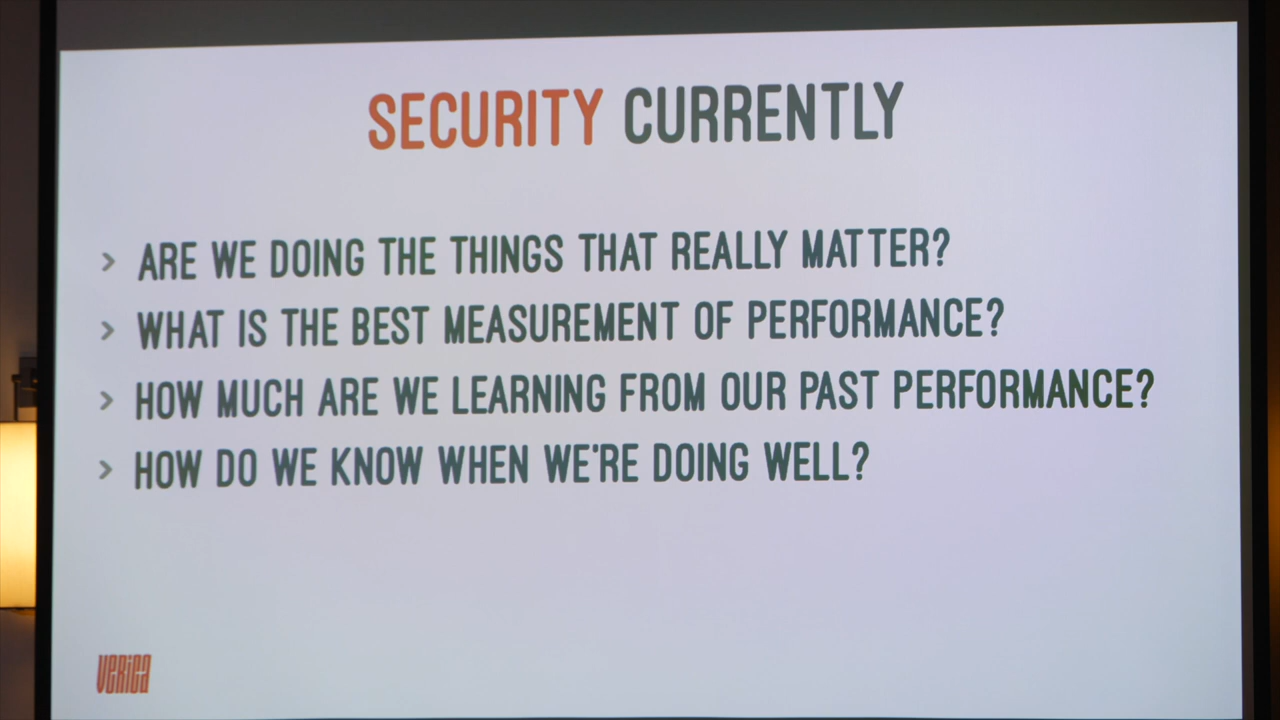 SECURITY CURRENTLY
> ARE WE DOING THE THINGS THAT REALLY MATTER?
> WHAT IS THE BEST MEASUREMENT OF PERFORMANCE?
> HOW MUCH ARE WE LEARNING FROM OUR PAST PERFORMANCE?
> HOW DO WE KNOW WHEN WE'RE DOING WELL?
VERICA